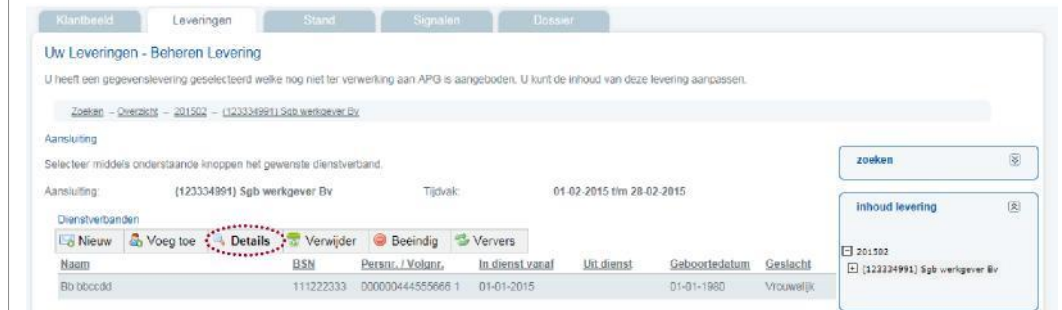 Klantbeeld Leveringen Stand Signalen Dossier
Uw Leveringen - Beheren Levering
U heeft een gegevenslevering geselecteerd welke nog niet ter verwerking aan APG is aangeboden. U kunt de inhoud van deze levering aanpassen.
Zoeken – Overzicht – 201502 – (123334991) Sgb werkgever Bv
Aansluiting
Selecteer middels onderstaande knoppen het gewenste dienstverband.
Aansluiting: (123334991) Sgb werkgever Bv Tijdvak: 01-02-2015 t/m 28-02-2015
Dienstverbanden
Nieuw Voeg toe Details Verwijder Beeindig Ververs
Naam BSN Persnr. / Volgnr. In dienst vanaf Uit dienst Geboortedatum Geslacht
Bb bbccdd 111222333 000000444555666 1 01-01-2015 01-01-1980 Vrouwelijk
zoeken
inhoud levering
201502
(123334991) Sgb werkgever Bv